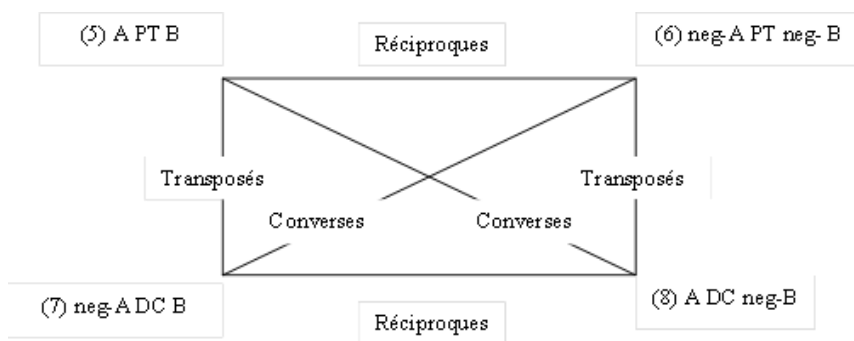 (5) A PT B
Réciproques
(6) neg-A PT neg- B
Transposés
Transposés
Converses
Converses
(7) neg-A DC B
Réciproques
(8) A DC neg-B